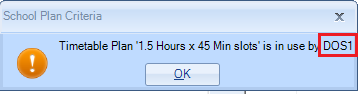 School Plan Criteria
Timetable Plan '1.5 Hours x 45 Min slots' is in use by DOS1
OK